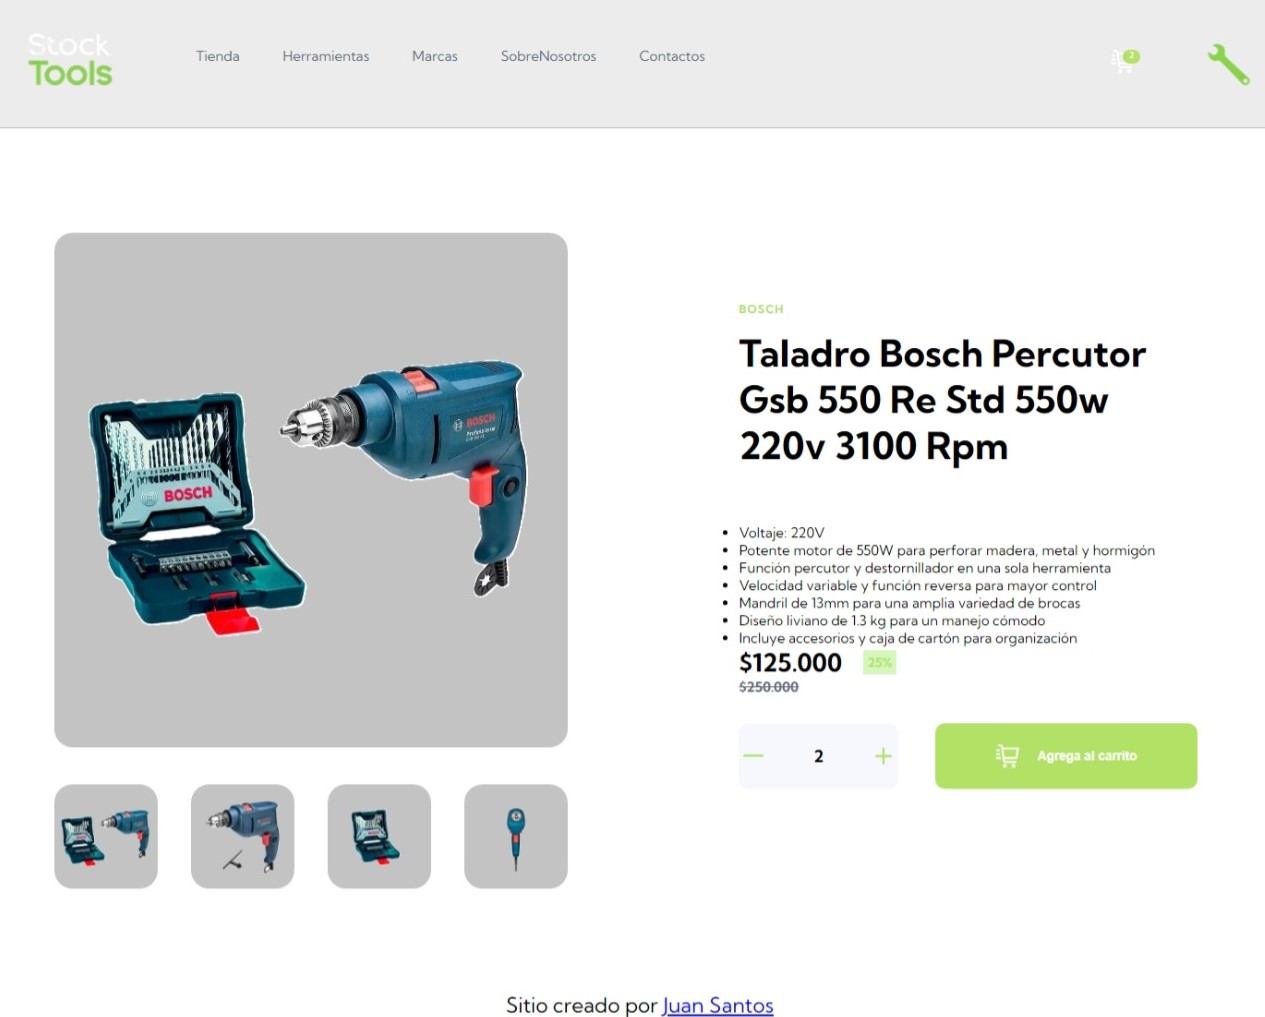 Stock
Tools
Tienda
Herramientas
Marcas
SobreNosotros
Contactos
2
BOSCH
Taladro Bosch Percutor
Gsb 550 Re Std 550w
220v 3100 Rpm
BOSCH
BOSCH
Professional
Voltaje: 220V
Potente motor de 550W para perforar madera, metal y hormigón
Función percutor y destornillador en una sola herramienta
Velocidad variable y función reversa para mayor control
Mandril de 13mm para una amplia variedad de brocas
Diseño liviano de 1.3 kg para un manejo cómodo
Incluye accesorios y caja de cartón para organización
$125.000 25%
$250.000
2
Agrega al carrito
Sitio creado por Juan Santos